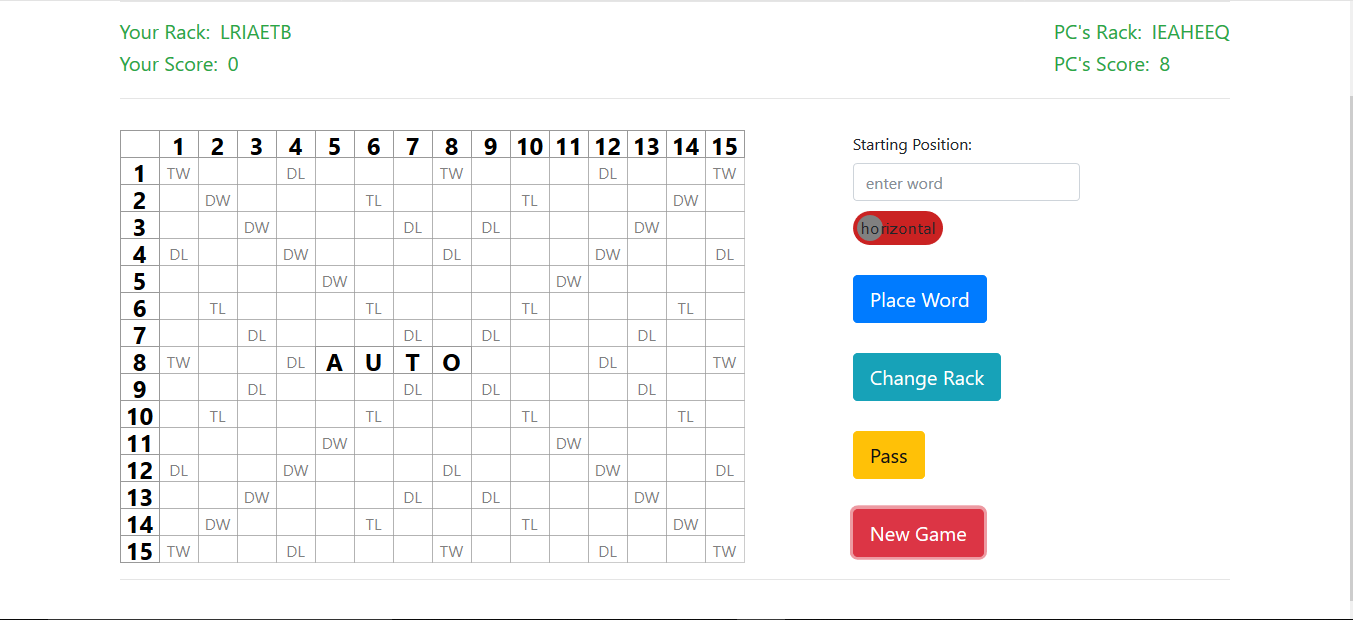 Your Rack: LRIAETB PC's Rack: IEAHEEQ
Your Score: 0 PC's Score: 8
1 2 3 4 5 6 7 8 9 10 11 12 13 14 15
1 TW DL TW DL TW
2 DW TL TL DW
3 DW DL DL DW
4 DL DW DL DW DL
5 DW DW
6 TL TL TL TL
7 DL DL DL DL
8 TW DL A U T O DL TW
9 DL DL DL DL
10 TL TL TL TL
11 DW DW
12 DL DW DL DW DL
13 DW DL DL DW
14 DW TL TL DW
15 TW DL TW DL TW
Starting Position:
enter word
horizontal
Place Word
Change Rack
Pass
New Game